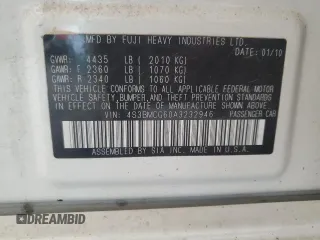 MFD. BY FUJI HEAVY INDUSTRIES LTD.
DATE: 01/10
GVWR: 4435 LB ( 2010 KG)
GAWR: F 2360 LB ( 1070 KG)
GAWR: R 2340 LB ( 1060 KG)
THIS VEHICLE CONFORMS TO ALL APPLICABLE
FEDERAL MOTOR VEHICLE SAFETY, BUMPER,
AND THEFT PREVENTION STANDARDS
IN EFFECT ON THE DATE OF MANUFACTURE
SHOWN ABOVE.
VIN: 4S3BMCG60A3232946 PASSENGER CAR
ASSEMBLED BY SIA INC. IN U.S.A.